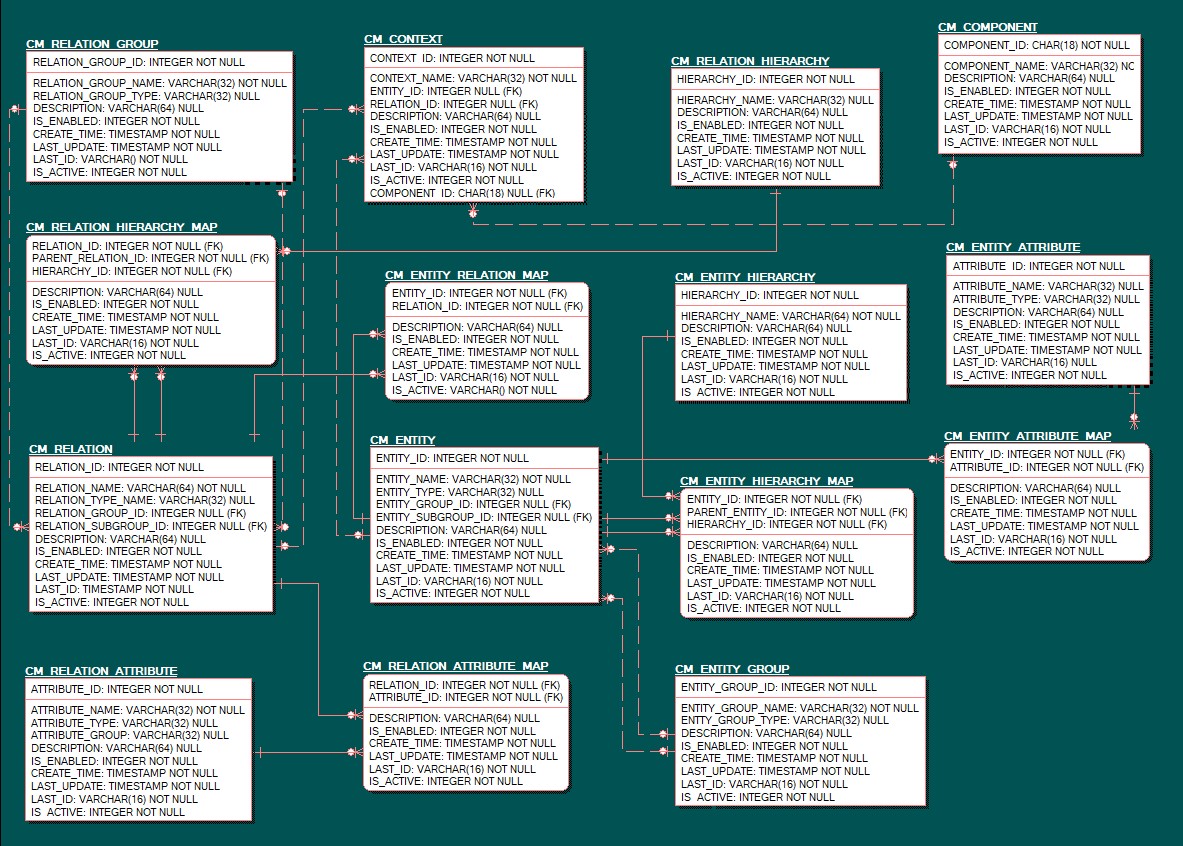 CM_RELATION_GROUP
RELATION_GROUP_ID: INTEGER NOT NULL
RELATION_GROUP_NAME: VARCHAR(32) NOT NULL
RELATION_GROUP_TYPE: VARCHAR(32) NULL
DESCRIPTION: VARCHAR(64) NULL
IS_ENABLED: INTEGER NOT NULL
CREATE_TIME: TIMESTAMP NOT NULL
LAST_UPDATE: TIMESTAMP NOT NULL
LAST_ID: VARCHAR() NOT NULL
IS_ACTIVE: INTEGER NOT NULL
CM_CONTEXT
CONTEXT_ID: INTEGER NOT NULL
CONTEXT_NAME: VARCHAR(32) NOT NULL
ENTITY_ID: INTEGER NULL (FK)
RELATION_ID: INTEGER NULL (FK)
DESCRIPTION: VARCHAR(64) NULL
IS_ENABLED: INTEGER NOT NULL
CREATE_TIME: TIMESTAMP NOT NULL
LAST_UPDATE: TIMESTAMP NOT NULL
LAST_ID: VARCHAR(16) NOT NULL
IS_ACTIVE: INTEGER NOT NULL
COMPONENT_ID: CHAR(18) NULL (FK)
CM_RELATION_HIERARCHY
HIERARCHY_ID: INTEGER NOT NULL
HIERARCHY_NAME: VARCHAR(32) NULL
DESCRIPTION: VARCHAR(64) NULL
IS_ENABLED: INTEGER NOT NULL
CREATE_TIME: TIMESTAMP NOT NULL
LAST_UPDATE: TIMESTAMP NOT NULL
LAST_ID: VARCHAR(16) NOT NULL
IS_ACTIVE: INTEGER NOT NULL
CM_COMPONENT
COMPONENT_ID: CHAR(18) NOT NULL
COMPONENT_NAME: VARCHAR(32) NC
DESCRIPTION: VARCHAR(64) NULL
IS_ENABLED: INTEGER NOT NULL
CREATE_TIME: TIMESTAMP NOT NULL
LAST_UPDATE: TIMESTAMP NOT NULL
LAST_ID: VARCHAR(16) NOT NULL
IS_ACTIVE: INTEGER NOT NULL
CM_RELATION_HIERARCHY_MAP
RELATION_ID: INTEGER NOT NULL (FK)
PARENT_RELATION_ID: INTEGER NOT NULL (FK)
HIERARCHY_ID: INTEGER NOT NULL (FK)
DESCRIPTION: VARCHAR(64) NULL
IS_ENABLED: INTEGER NOT NULL
CREATE_TIME: TIMESTAMP NOT NULL
LAST_UPDATE: TIMESTAMP NOT NULL
LAST_ID: VARCHAR(16) NOT NULL
IS_ACTIVE: INTEGER NOT NULL
CM_ENTITY_RELATION_MAP
ENTITY_ID: INTEGER NOT NULL (FK)
RELATION_ID: INTEGER NOT NULL (FK)
DESCRIPTION: VARCHAR(64) NULL
IS_ENABLED: INTEGER NOT NULL
CREATE_TIME: TIMESTAMP NOT NULL
LAST_UPDATE: TIMESTAMP NOT NULL
LAST_ID: VARCHAR(16) NOT NULL
IS_ACTIVE: VARCHAR() NOT NULL
CM_ENTITY_HIERARCHY
HIERARCHY_ID: INTEGER NOT NULL
HIERARCHY_NAME: VARCHAR(64) NOT NULL
DESCRIPTION: VARCHAR(64) NULL
IS_ENABLED: INTEGER NOT NULL
CREATE_TIME: TIMESTAMP NOT NULL
LAST_UPDATE: TIMESTAMP NOT NULL
LAST_ID: VARCHAR(16) NOT NULL
IS_ACTIVE: INTEGER NOT NULL
CM_ENTITY_ATTRIBUTE
ATTRIBUTE_ID: INTEGER NOT NULL
ATTRIBUTE_NAME: VARCHAR(32) NULL
ATTRIBUTE_TYPE: VARCHAR(32) NULL
DESCRIPTION: VARCHAR(64) NULL
IS_ENABLED: INTEGER NOT NULL
CREATE_TIME: TIMESTAMP NOT NULL
LAST_UPDATE: TIMESTAMP NOT NULL
LAST_ID: VARCHAR(16) NOT NULL
IS_ACTIVE: INTEGER NOT NULL
CM_RELATION
RELATION_ID: INTEGER NOT NULL
RELATION_NAME: VARCHAR(64) NOT NULL
RELATION_TYPE_NAME: VARCHAR(32) NULL
RELATION_GROUP_ID: INTEGER NULL (FK)
RELATION_SUBGROUP_ID: INTEGER NULL (FK)
DESCRIPTION: VARCHAR(64) NULL
IS_ENABLED: INTEGER NOT NULL
CREATE_TIME: TIMESTAMP NOT NULL
LAST_UPDATE: TIMESTAMP NOT NULL
LAST_ID: TIMESTAMP NOT NULL
IS_ACTIVE: INTEGER NOT NULL
CM_ENTITY
ENTITY_ID: INTEGER NOT NULL
ENTITY_NAME: VARCHAR(32) NOT NULL
ENTITY_TYPE: VARCHAR(32) NULL
ENTITY_GROUP_ID: INTEGER NULL (FK)
ENTITY_SUBGROUP_ID: INTEGER NULL (FK)
DESCRIPTION: VARCHAR(64) NULL
IS_ENABLED: INTEGER NOT NULL
CREATE_TIME: TIMESTAMP NOT NULL
LAST_UPDATE: TIMESTAMP NOT NULL
LAST_ID: VARCHAR(16) NOT NULL
IS_ACTIVE: INTEGER NOT NULL
CM_ENTITY_HIERARCHY_MAP
ENTITY_ID: INTEGER NOT NULL (FK)
PARENT_ENTITY_ID: INTEGER NOT NULL (FK)
HIERARCHY_ID: INTEGER NOT NULL (FK)
DESCRIPTION: VARCHAR(64) NULL
IS_ENABLED: INTEGER NOT NULL
CREATE_TIME: TIMESTAMP NOT NULL
LAST_UPDATE: TIMESTAMP NOT NULL
LAST_ID: VARCHAR(16) NOT NULL
IS_ACTIVE: INTEGER NOT NULL
CM_ENTITY_ATTRIBUTE_MAP
ENTITY_ID: INTEGER NOT NULL (FK)
ATTRIBUTE_ID: INTEGER NOT NULL (FK)
DESCRIPTION: VARCHAR(64) NULL
IS_ENABLED: INTEGER NOT NULL
CREATE_TIME: TIMESTAMP NOT NULL
LAST_UPDATE: TIMESTAMP NOT NULL
LAST_ID: VARCHAR(16) NOT NULL
IS_ACTIVE: INTEGER NOT NULL
CM_RELATION_ATTRIBUTE
ATTRIBUTE_ID: INTEGER NOT NULL
ATTRIBUTE_NAME: VARCHAR(32) NULL
ATTRIBUTE_TYPE: VARCHAR(32) NULL
ATTRIBUTE_GROUP: VARCHAR(32) NULL
DESCRIPTION: VARCHAR(64) NULL
IS_ENABLED: INTEGER NOT NULL
CREATE_TIME: TIMESTAMP NOT NULL
LAST_UPDATE: TIMESTAMP NOT NULL
LAST_ID: VARCHAR(16) NOT NULL
IS_ACTIVE: INTEGER NOT NULL
CM_RELATION_ATTRIBUTE_MAP
RELATION_ID: INTEGER NOT NULL (FK)
ATTRIBUTE_ID: INTEGER NOT NULL (FK)
DESCRIPTION: VARCHAR(64) NULL
IS_ENABLED: INTEGER NOT NULL
CREATE_TIME: TIMESTAMP NOT NULL
LAST_UPDATE: TIMESTAMP NOT NULL
LAST_ID: VARCHAR(16) NOT NULL
IS_ACTIVE: INTEGER NOT NULL
CM_ENTITY_GROUP
ENTITY_GROUP_ID: INTEGER NOT NULL
ENTITY_GROUP_NAME: VARCHAR(32) NOT NULL
ENTITY_GROUP_TYPE: VARCHAR(32) NULL
DESCRIPTION: VARCHAR(64) NULL
IS_ENABLED: INTEGER NOT NULL
CREATE_TIME: TIMESTAMP NOT NULL
LAST_UPDATE: TIMESTAMP NOT NULL
LAST_ID: VARCHAR(16) NOT NULL
IS_ACTIVE: INTEGER NOT NULL